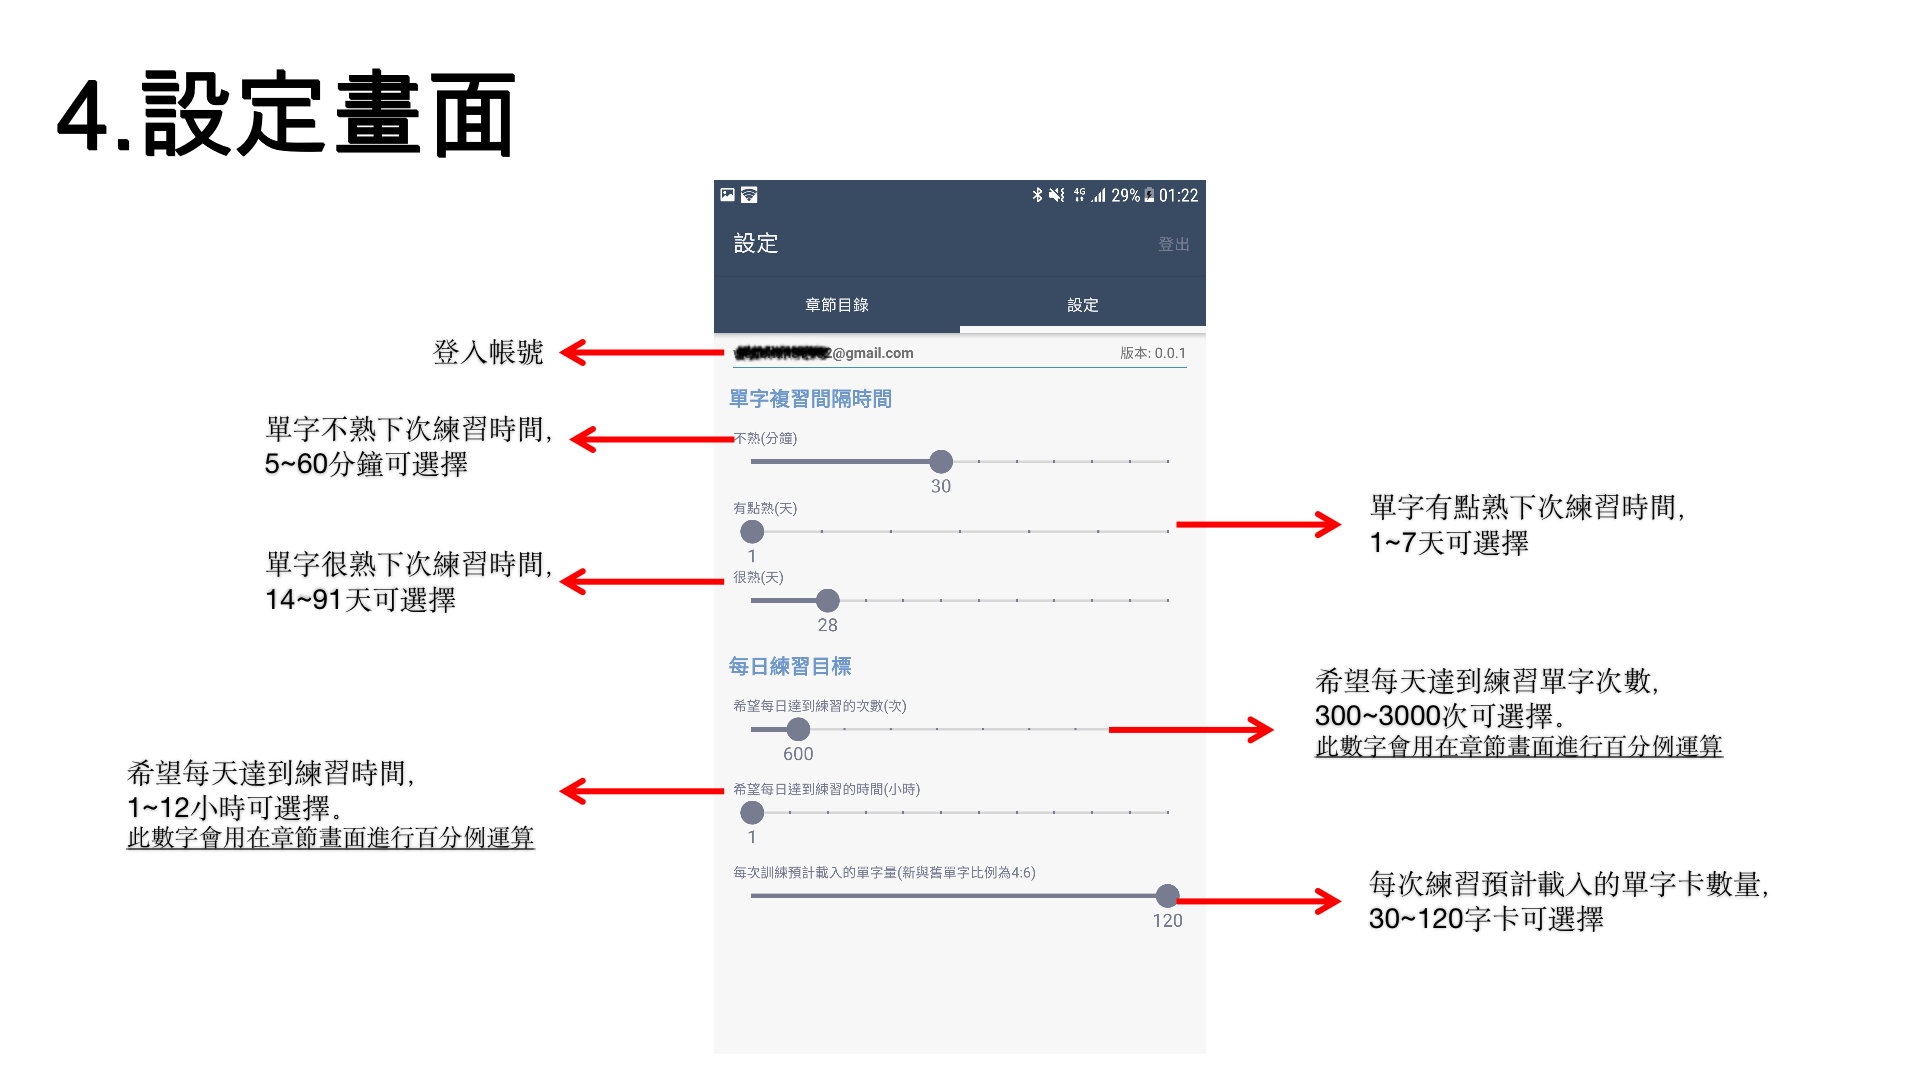 4.設定畫面
4G 29% 01:22
設定
登出
章節目錄
設定
2@gmail.com
版本: 0.0.1
登入帳號
單字複習間隔時間
單字不熟下次練習時間,
5~60分鐘可選擇
不熟(分鐘)
30
有點熟(天)
1
單字有點熟下次練習時間,
1~7天可選擇
單字很熟下次練習時間,
14~91天可選擇
很熟(天)
28
每日練習目標
希望每日達到練習的次數(次)
600
希望每天達到練習單字次數,
300~3000次可選擇。
此數字會用在章節畫面進行百分例運算
希望每天達到練習時間,
1~12小時可選擇。
此數字會用在章節畫面進行百分例運算
希望每日達到練習的時間(小時)
1
每次訓練預計載入的單字量(新與舊單字比例為4:6)
120
每次練習預計載入的單字卡數量,
30~120字卡可選擇